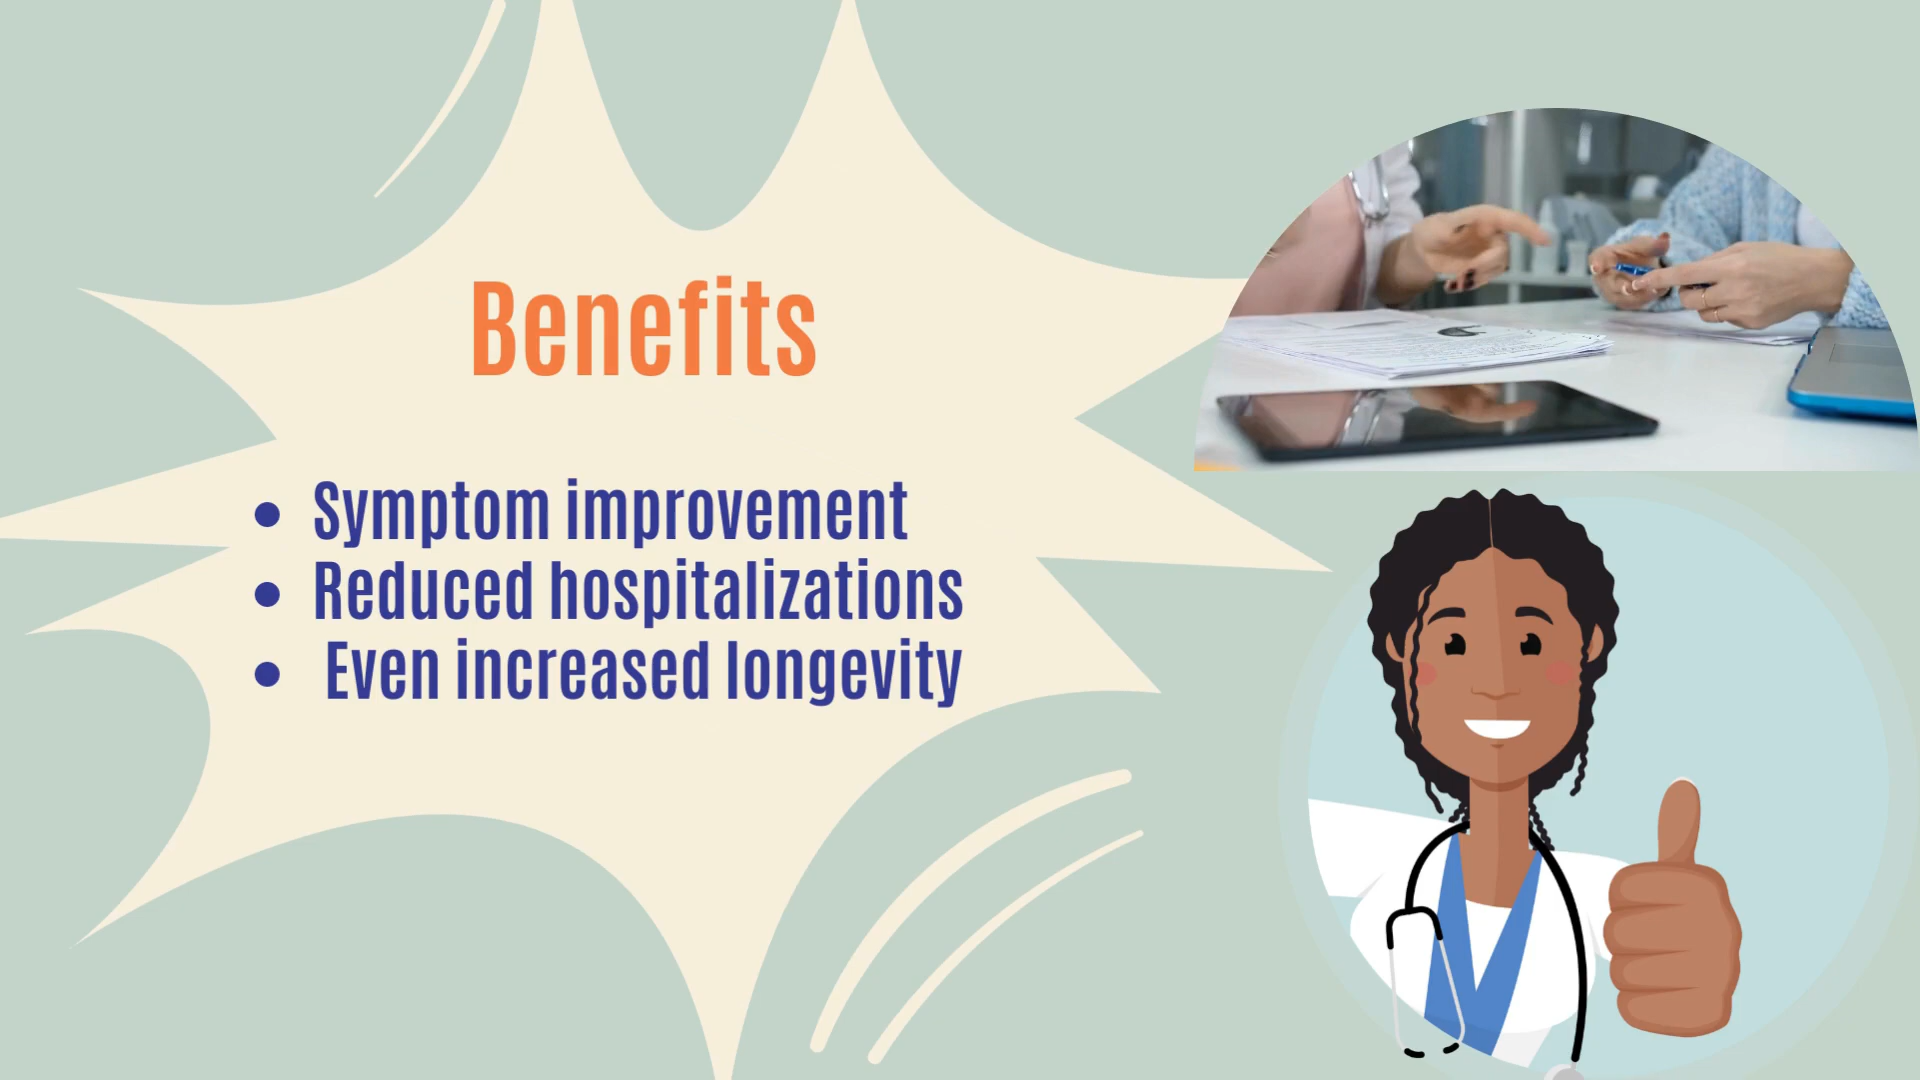 Benefits
• Symptom improvement
• Reduced hospitalizations
• Even increased longevity